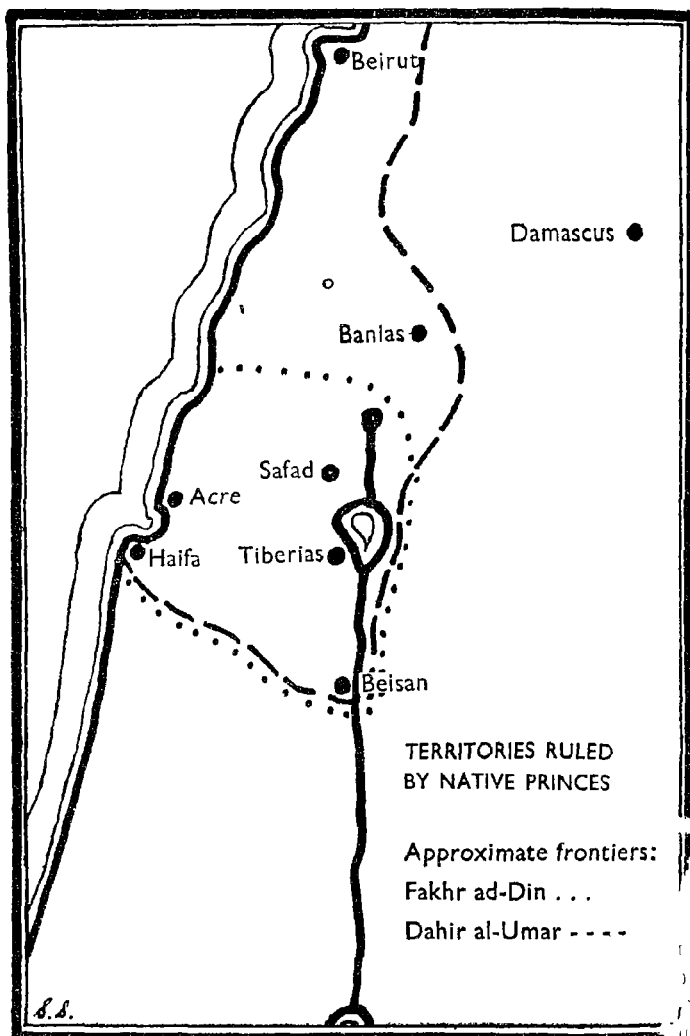 Beirut
Damascus
Banias
Safad
Acre
Haifa
Tiberias
Beisan
TERRITORIES RULED
BY NATIVE PRINCES
Approximate frontiers:
Fakhr ad-Din . . .
Dahir al-Umar - - - -
S.S.